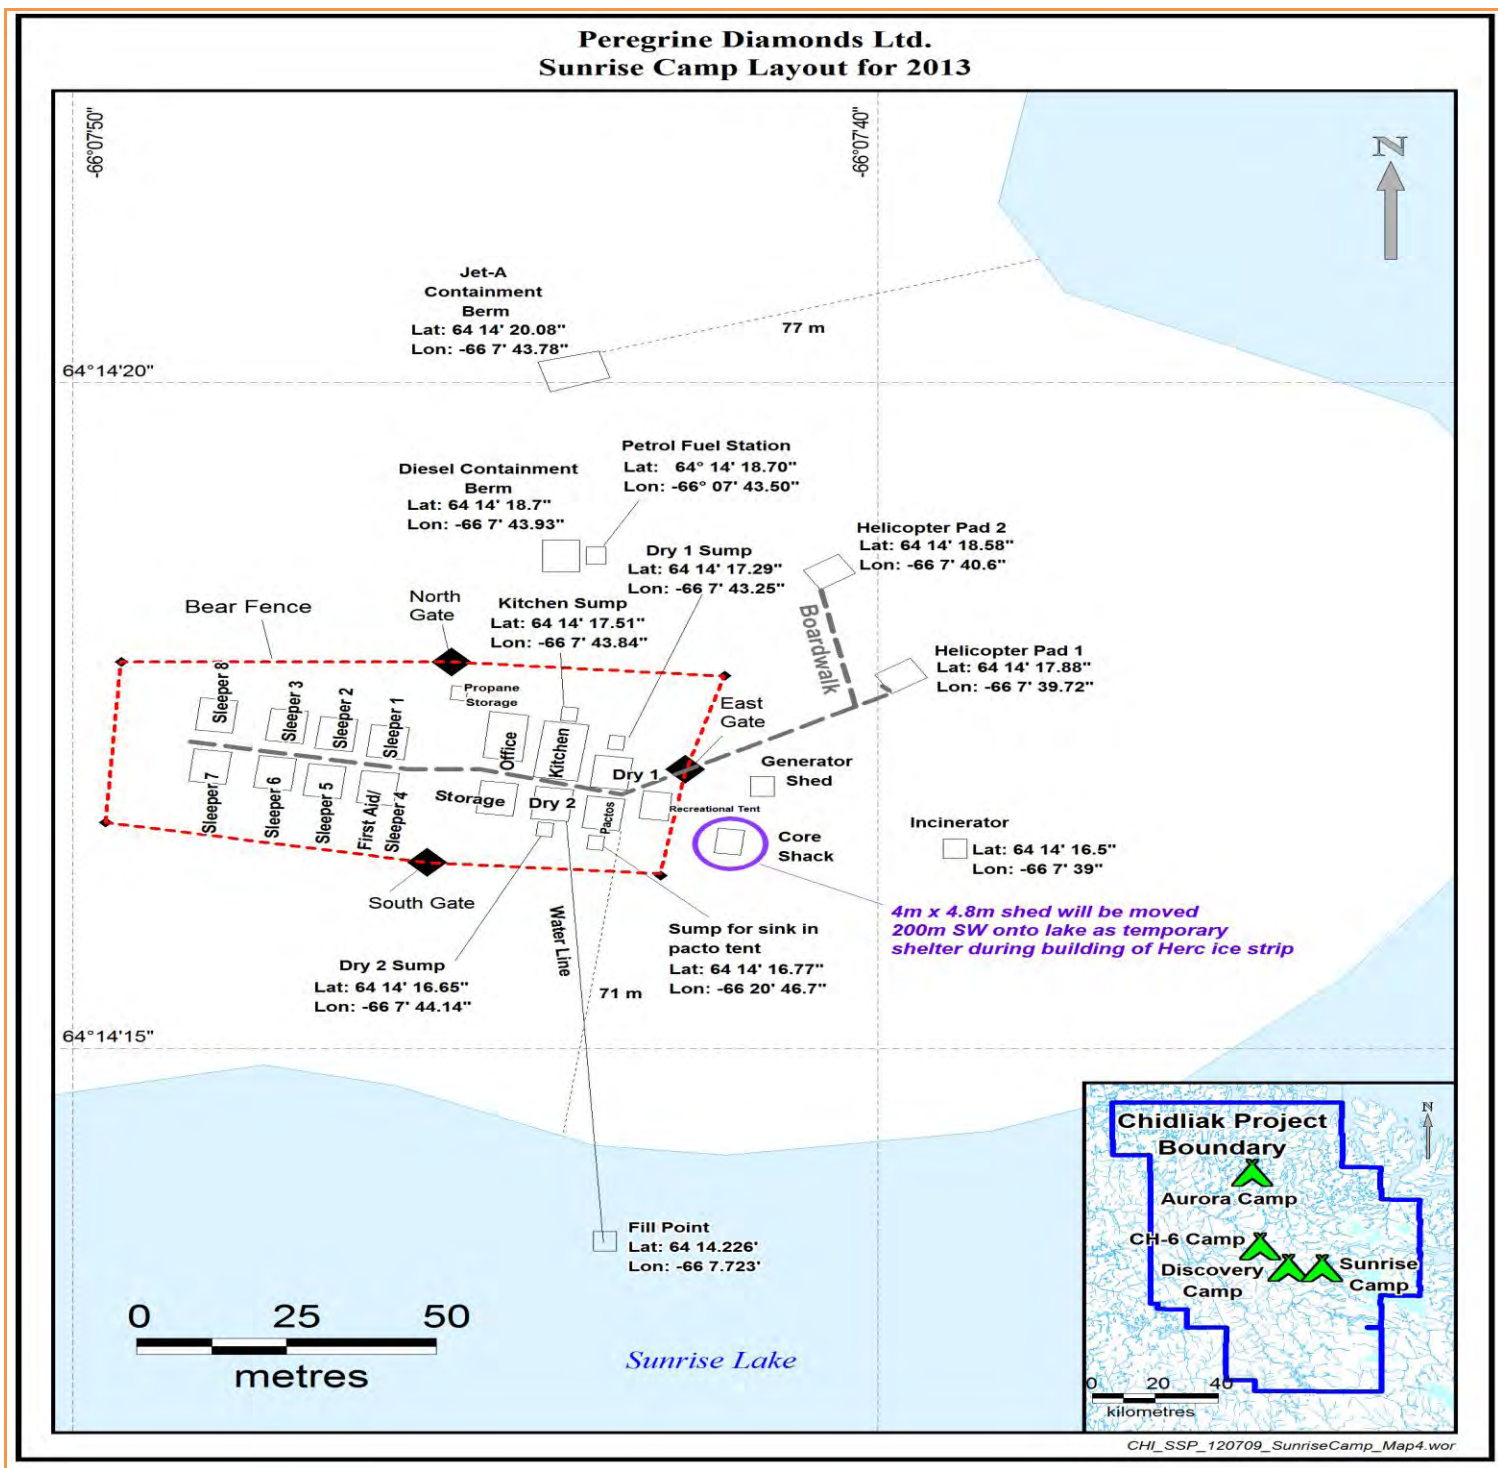 Peregrine Diamonds Ltd.
Sunrise Camp Layout for 2013
-66°07'50"
-66°07'40"
N
Jet-A
Containment
Berm
Lat: 64 14' 20.08"
Lon: -66 7' 43.78"
77 m
64°14'20"
Petrol Fuel Station
Lat: 64° 14' 18.70"
Lon: -66° 07' 43.50"
Diesel Containment
Berm
Lat: 64 14' 18.7"
Lon: -66 7' 43.93"
Helicopter Pad 2
Lat: 64 14' 18.58"
Lon: -66 7' 40.6"
Dry 1 Sump
Lat: 64 14' 17.29"
Lon: -66 7' 43.25"
North
Gate
Bear Fence
Kitchen Sump
Lat: 64 14' 17.51"
Lon: -66 7' 43.84"
Boardwalk
Helicopter Pad 1
Lat: 64 14' 17.88"
Lon: -66 7' 39.72"
Propane
Storage
East
Gate
Sleeper 8
Sleeper 3
Sleeper 2
Sleeper 1
Office
Kitchen
Dry 1
Generator
Shed
Sleeper 7
Sleeper 6
Sleeper 5
First Aid/
Sleeper 4
Storage
Dry 2
Pactos
Recreational Tent
Core
Shack
Incinerator
Lat: 64 14' 16.5"
Lon: -66 7' 39"
South Gate
4m x 4.8m shed will be moved
200m SW onto lake as temporary
shelter during building of Herc ice strip
Water Line
Sump for sink in
pacto tent
Lat: 64 14' 16.77"
Lon: -66 20' 46.7"
Dry 2 Sump
Lat: 64 14' 16.65"
Lon: -66 7' 44.14"
71 m
64°14'15"
Fill Point
Lat: 64 14.226'
Lon: -66 7.723'
0 25 50
metres
Sunrise Lake
N
Chidliak Project
Boundary
Aurora Camp
CH-6 Camp
Discovery
Camp
Sunrise
Camp
0 20 40
kilometres
CHI_SSP_120709_SunriseCamp_Map4.wor